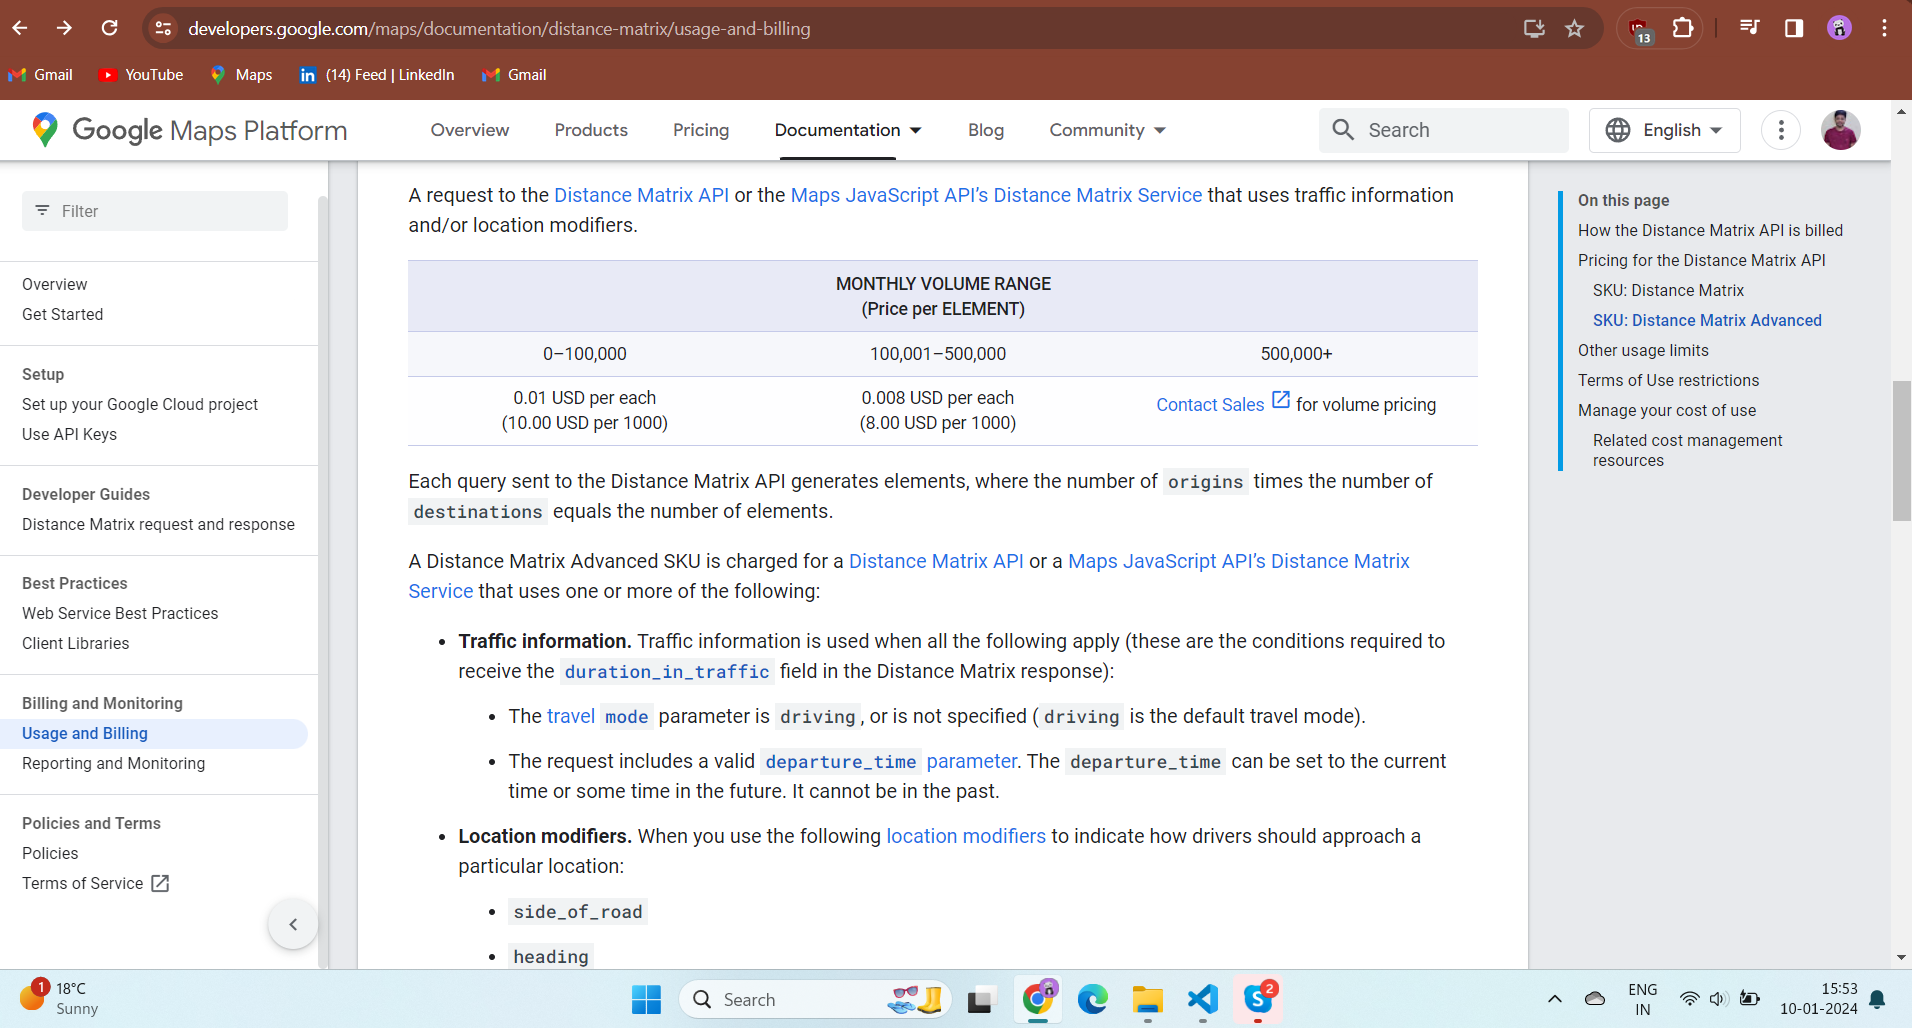 developers.google.com/maps/documentation/distance-matrix/usage-and-billing
13
Gmail
YouTube
Maps
(14) Feed | LinkedIn
Gmail
Google Maps Platform
Overview
Products
Pricing
Documentation
Blog
Community
Search
English
Filter
Overview
Get Started
Setup
Set up your Google Cloud project
Use API Keys
Developer Guides
Distance Matrix request and response
Best Practices
Web Service Best Practices
Client Libraries
Billing and Monitoring
Usage and Billing
Reporting and Monitoring
Policies and Terms
Policies
Terms of Service
A request to the Distance Matrix API or the Maps JavaScript API’s Distance Matrix Service that uses traffic information
and/or location modifiers.
MONTHLY VOLUME RANGE
(Price per ELEMENT)
0–100,000
100,001–500,000
500,000+
0.01 USD per each
(10.00 USD per 1000)
0.008 USD per each
(8.00 USD per 1000)
Contact Sales for volume pricing
Each query sent to the Distance Matrix API generates elements, where the number of origins times the number of
destinations equals the number of elements.
A Distance Matrix Advanced SKU is charged for a Distance Matrix API or a Maps JavaScript API’s Distance Matrix
Service that uses one or more of the following:
• Traffic information. Traffic information is used when all the following apply (these are the conditions required to
receive the duration_in_traffic field in the Distance Matrix response):
• The travel mode parameter is driving, or is not specified (driving is the default travel mode).
• The request includes a valid departure_time parameter. The departure_time can be set to the current
time or some time in the future. It cannot be in the past.
• Location modifiers. When you use the following location modifiers to indicate how drivers should approach a
particular location:
• side_of_road
• heading
On this page
How the Distance Matrix API is billed
Pricing for the Distance Matrix API
SKU: Distance Matrix
SKU: Distance Matrix Advanced
Other usage limits
Terms of Use restrictions
Manage your cost of use
Related cost management
resources
1
18°C
Sunny
Search
2
ENG
IN
15:53
10-01-2024